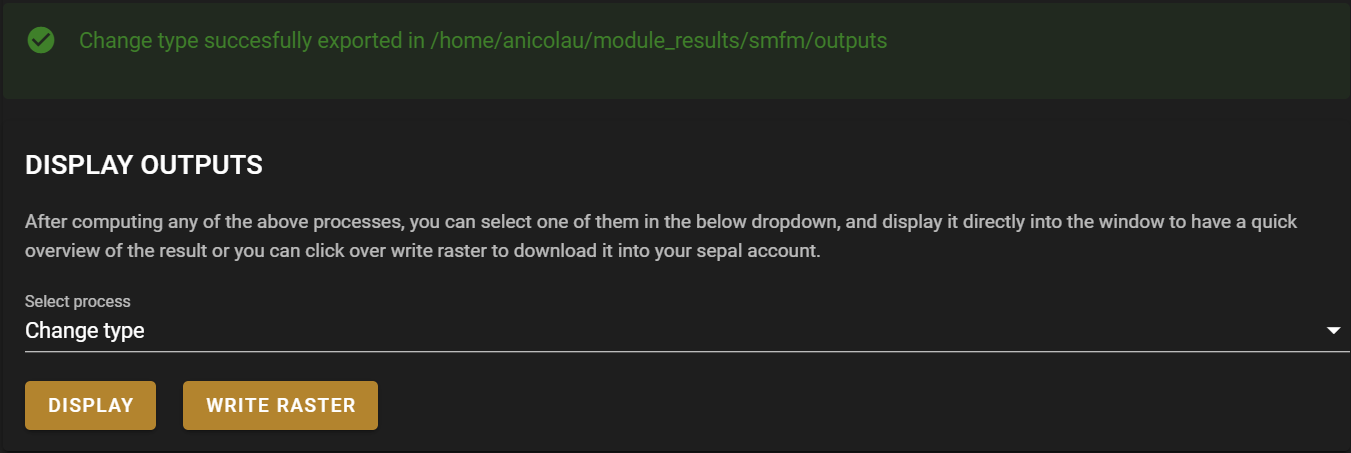 Change type succesfully exported in /home/anicolau/module_results/smfm/outputs
DISPLAY OUTPUTS
After computing any of the above processes, you can select one of them in the below dropdown, and display it directly into the window to have a quick
overview of the result or you can click over write raster to download it into your sepal account.
Select process
Change type
DISPLAY
WRITE RASTER